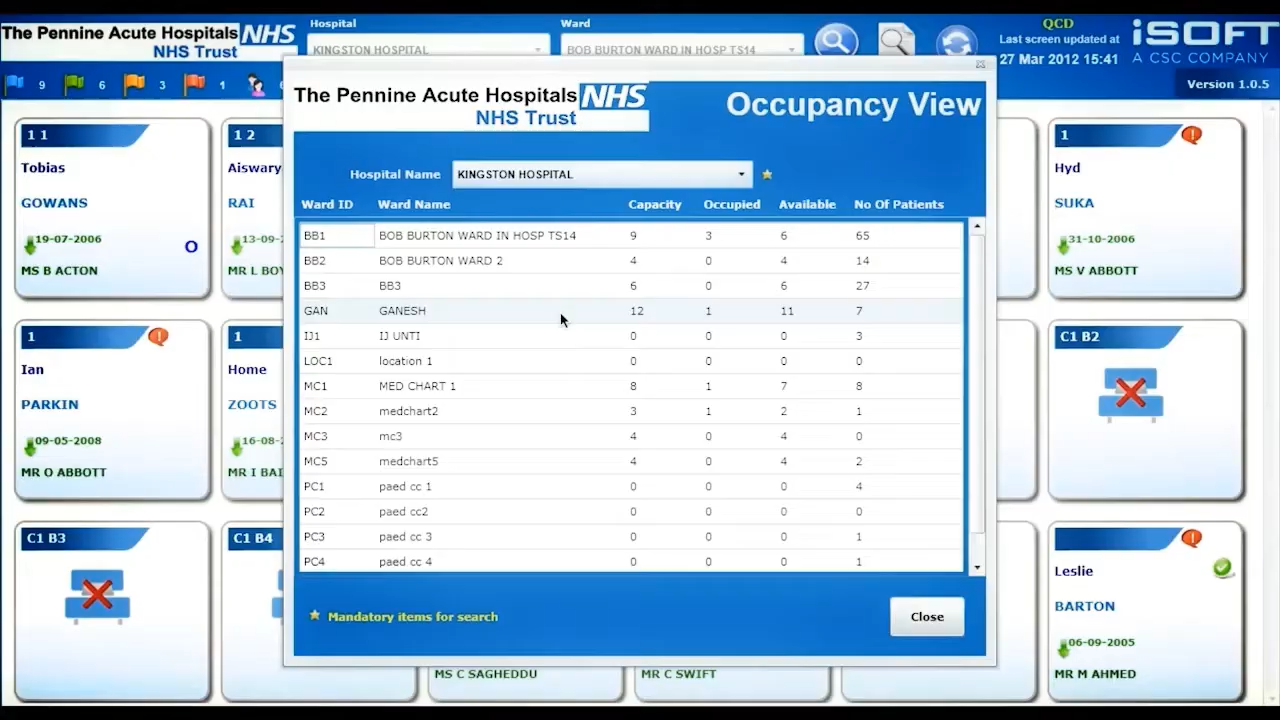 The Pennine Acute Hospitals NHS
NHS Trust
Hospital
KINGSTON HOSPITAL
Ward
BOB BURTON WARD IN HOSP TS14
QCD
Last screen updated at
27 Mar 2012 15:41
iSOFT
A CSC COMPANY
9 6 3 1
Version 1.0.5
The Pennine Acute Hospitals NHS
NHS Trust
Occupancy View
Hospital Name KINGSTON HOSPITAL
Ward ID Ward Name Capacity Occupied Available No Of Patients
BB1 BOB BURTON WARD IN HOSP TS14 9 3 6 65
BB2 BOB BURTON WARD 2 4 0 4 14
BB3 BB3 6 0 6 27
GAN GANESH 12 1 11 7
IJ1 IJ UNTI 0 0 0 3
LOC1 location 1 0 0 0 0
MC1 MED CHART 1 8 1 7 8
MC2 medchart2 3 1 2 1
MC3 mc3 4 0 4 0
MC5 medchart5 4 0 4 2
PC1 paed cc 1 0 0 0 4
PC2 paed cc2 0 0 0 0
PC3 paed cc 3 0 0 0 1
PC4 paed cc 4 0 0 0 1
Mandatory items for search
Close
1 1
Tobias
GOWANS
19-07-2006
O
MS B ACTON
1 2
Aiswary
RAI
13-09-
MR L BOY
1
Hyd
SUKA
31-10-2006
MS V ABBOTT
1
Ian
PARKIN
09-05-2008
MR O ABBOTT
1
Home
ZOOTS
16-08-
MR I BAI
C1 B2
C1 B3
C1 B4
MS C SAGHEDDU
MR C SWIFT
Leslie
BARTON
06-09-2005
MR M AHMED